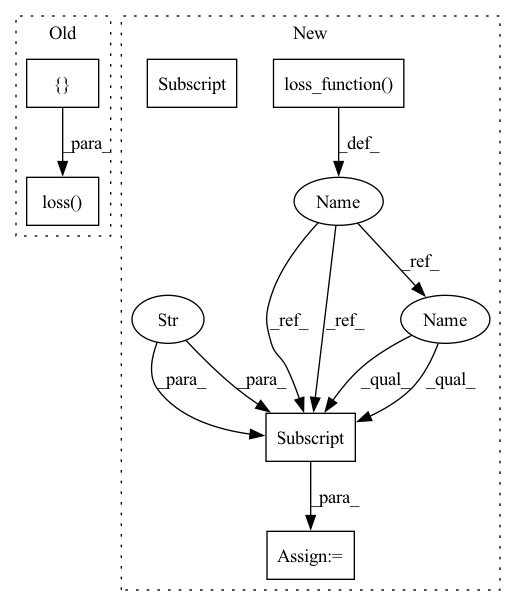 Old
New
{}
Subscript
loss_function()
_para_
_def_
loss()
Name
_ref_
Str
_ref_
_ref_
Name
_para_
_para_
_qual_
_qual_
Subscript
_para_
Assign:=